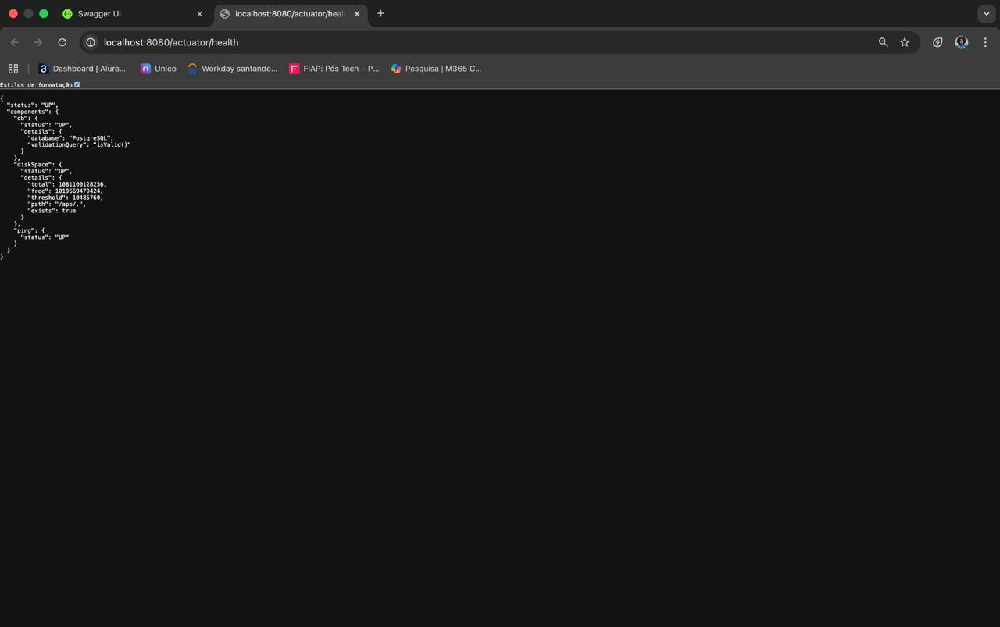 Swagger UI
localhost:8080/actuator/heal
localhost:8080/actuator/health
Dashboard | Alura...
Unico
Workday santande...
FIAP: Pós Tech – P...
Pesquisa | M365 C...
Estilos de formatação
{
"status": "UP",
"components": {
"db": {
"status": "UP",
"details": {
"database": "PostgreSQL",
"validationQuery": "isValid()"
}
},
"diskSpace": {
"status": "UP",
"details": {
"total": 1081100128256,
"free": 1019669479424,
"threshold": 10485760,
"path": "/app/.",
"exists": true
}
},
"ping": {
"status": "UP"
}
}
}